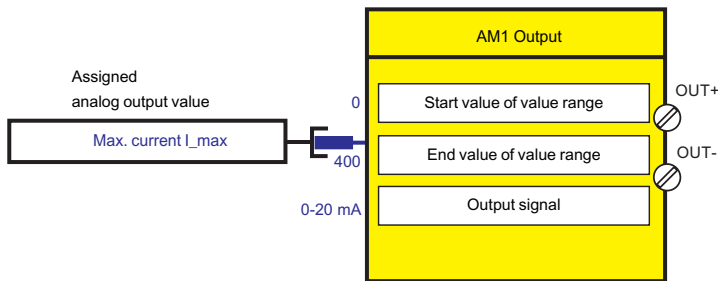 AM1 Output
Assigned
analog output value
Max. current I_max
0
Start value of value range
OUT+
400
End value of value range
OUT-
0-20 mA
Output signal